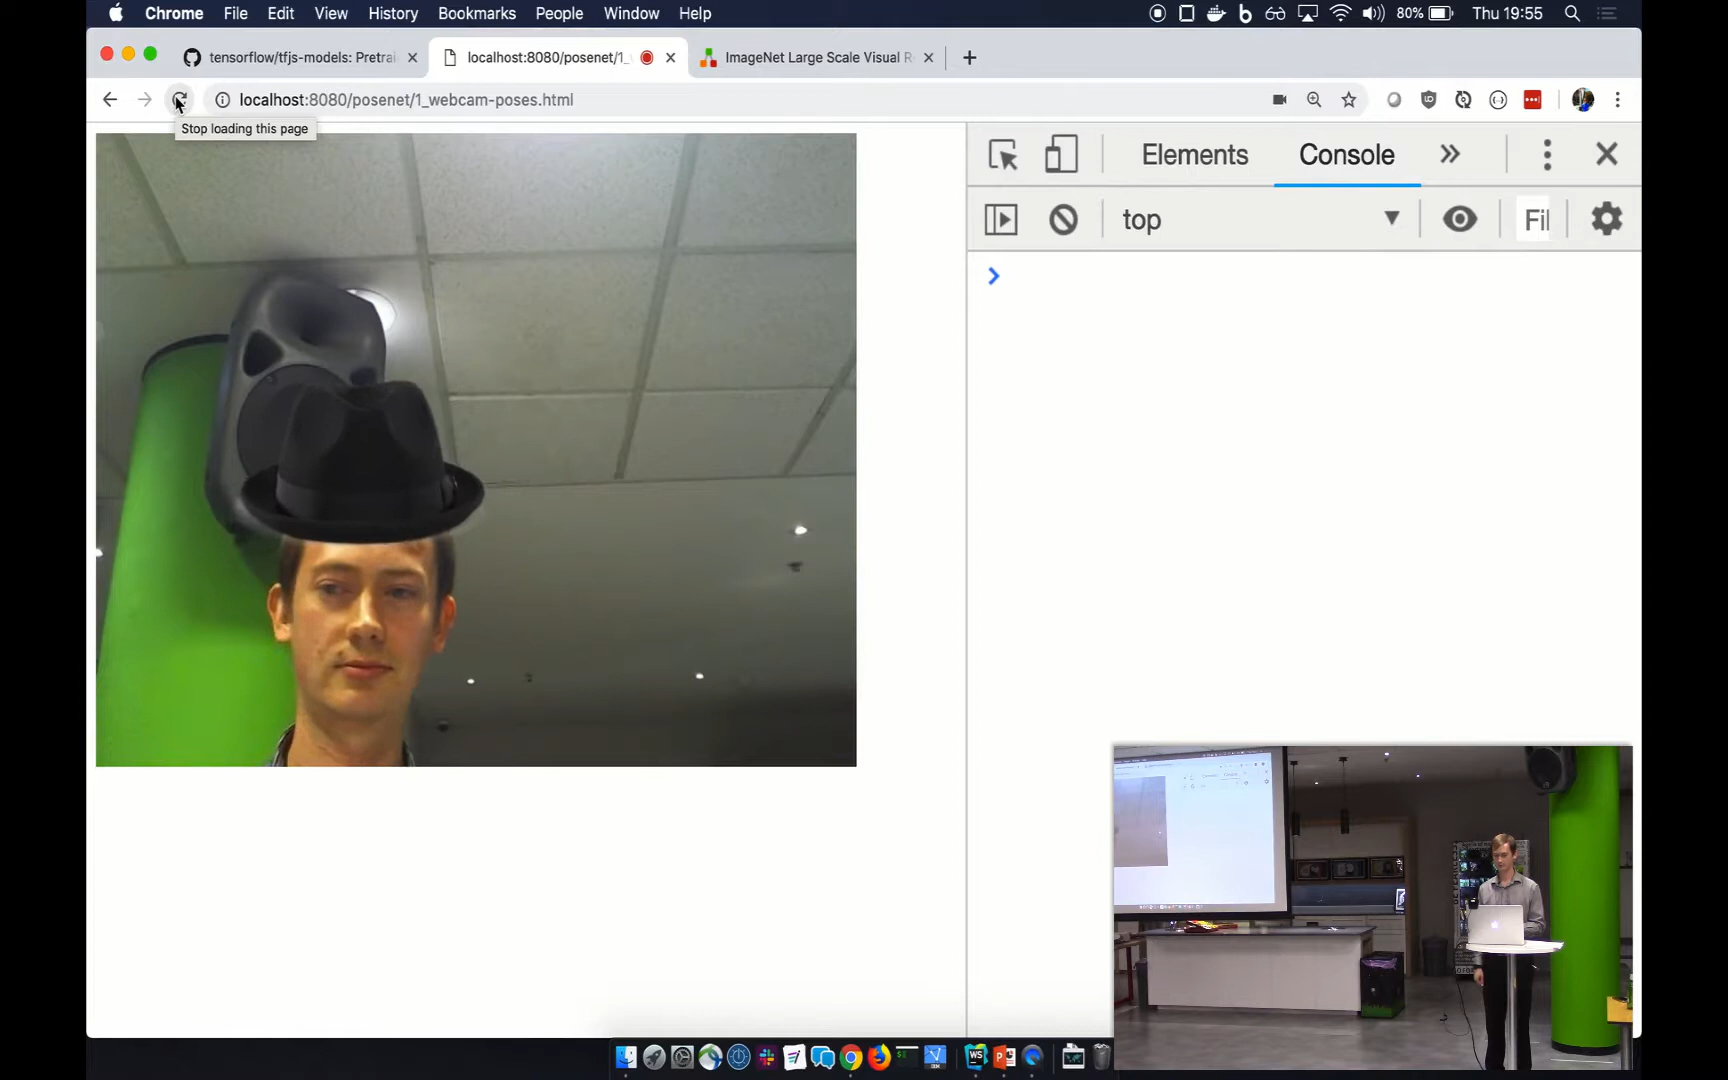 Chrome File Edit View History Bookmarks People Window Help 80% Thu 19:55
tensorflow/tfjs-models: Pretrai localhost:8080/posenet/1_ ImageNet Large Scale Visual R
localhost:8080/posenet/1_webcam-poses.html
Stop loading this page
Elements Console
top Fil
WS